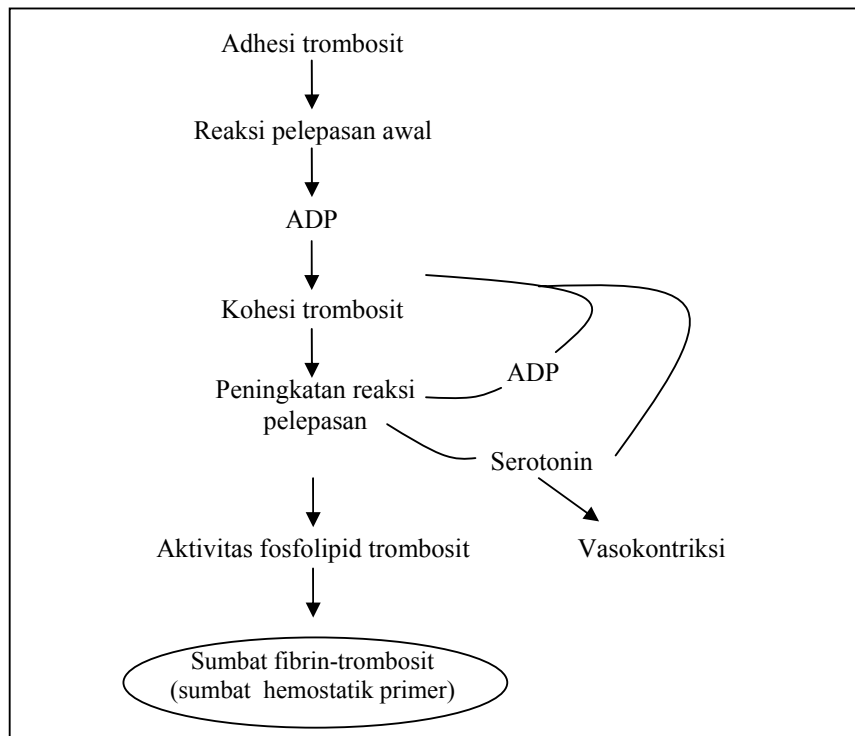 Adhesi trombosit
Reaksi pelepasan awal
ADP
Kohesi trombosit
ADP
Peningkatan reaksi
pelepasan
Serotonin
Aktivitas fosfolipid trombosit
Vasokontriksi
Sumbat fibrin-trombosit
(sumbat hemostatik primer)